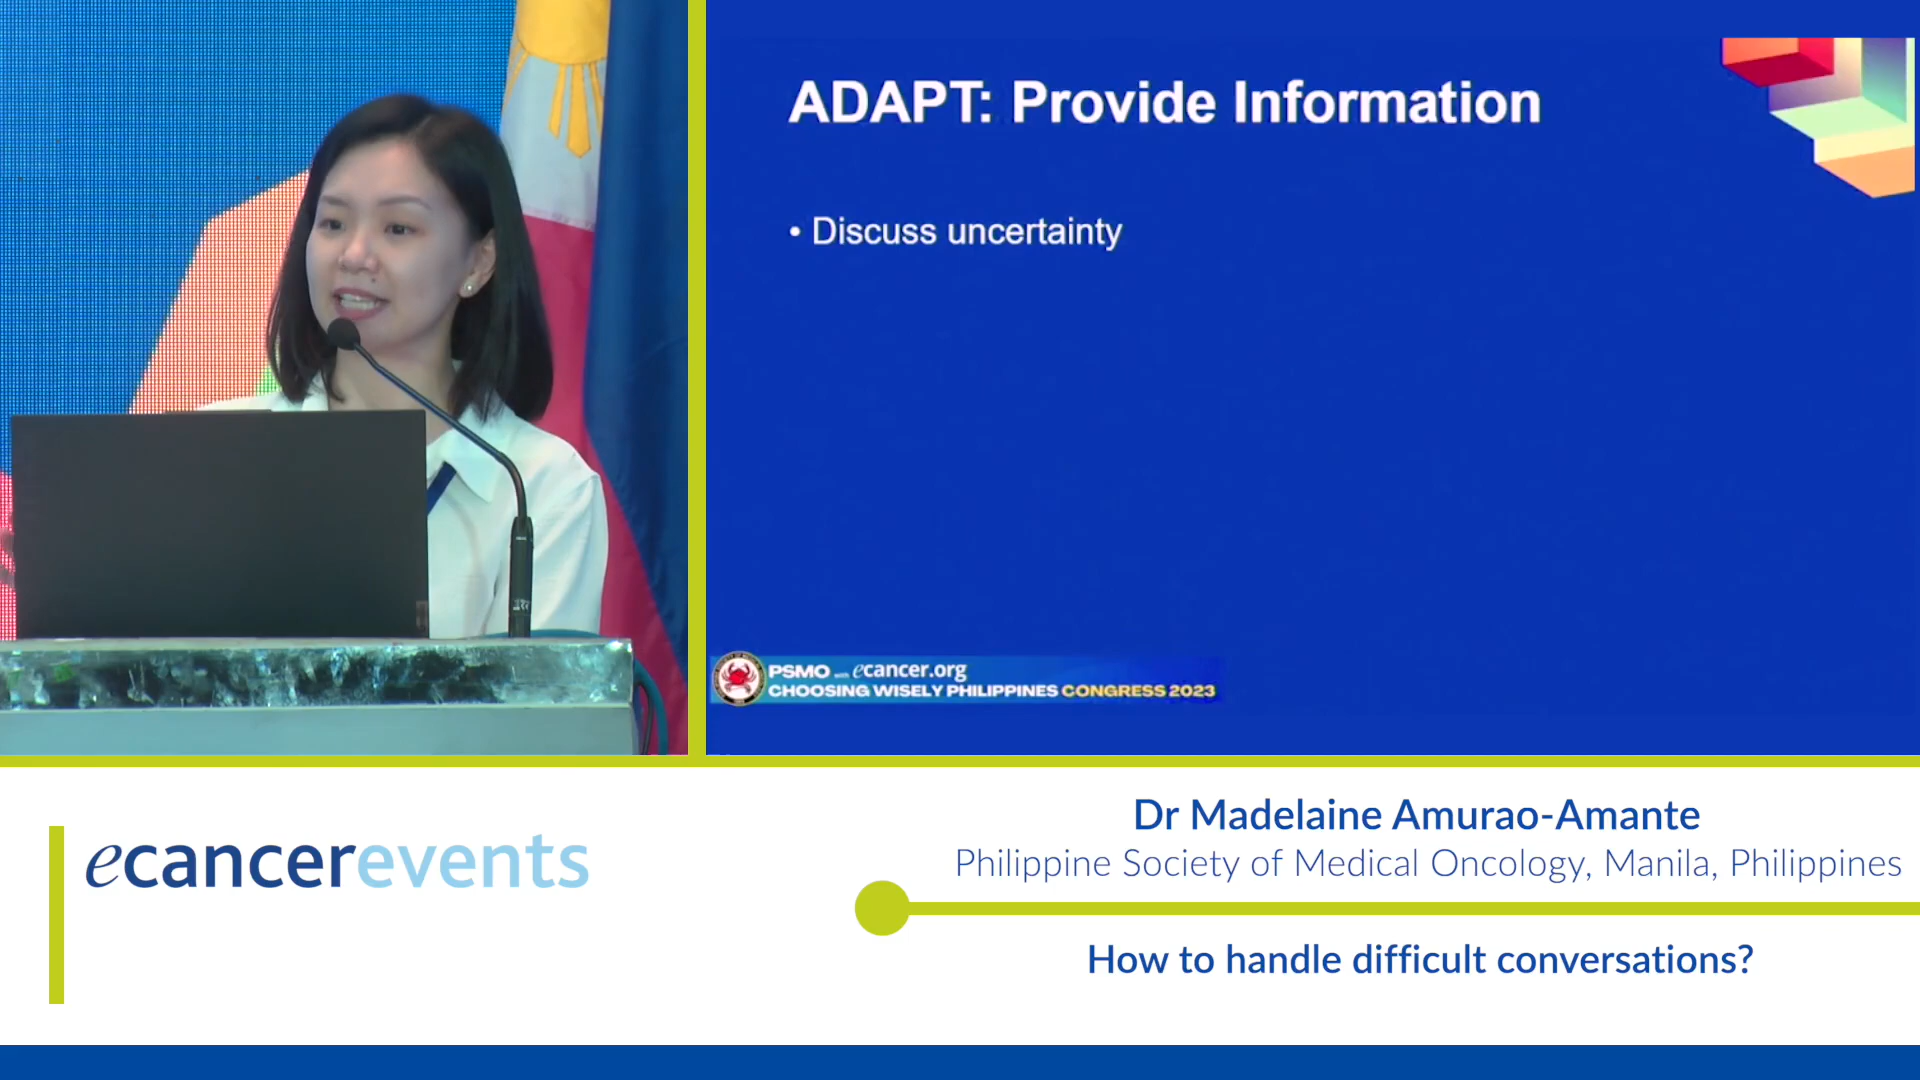 ADAPT: Provide Information
• Discuss uncertainty
PSMO with ecancer.org
CHOOSING WISELY PHILIPPINES CONGRESS 2023
ecancerevents
Dr Madelaine Amurao-Amante
Philippine Society of Medical Oncology, Manila, Philippines
How to handle difficult conversations?